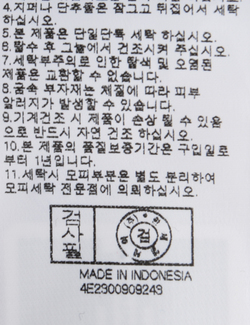 4.지퍼나 단추등은 잠그고 뒤집어서 세탁
하십시오.
5.본 제품은 단일단독 세탁 하십시오.
6.탈수 후 그늘에서 건조시켜 주십시오.
7.세탁부주의로 인한 탈색 및 오염된
제품은 교환할 수 없습니다.
8.금속 부자재는 체질에 따라 피부
알러지가 발생할 수 있습니다.
9.기계건조 시 제품이 손상 될 수 있음
으로 반드시 자연 건조 하십시오.
10.본 제품의 품질보증기간은 구입일로
부터 1년입니다.
11.세탁시 모피부분은 별도 분리하여
모피세탁 전문점에 의뢰하십시오.
검사필
검
MADE IN INDONESIA
4E2300909243